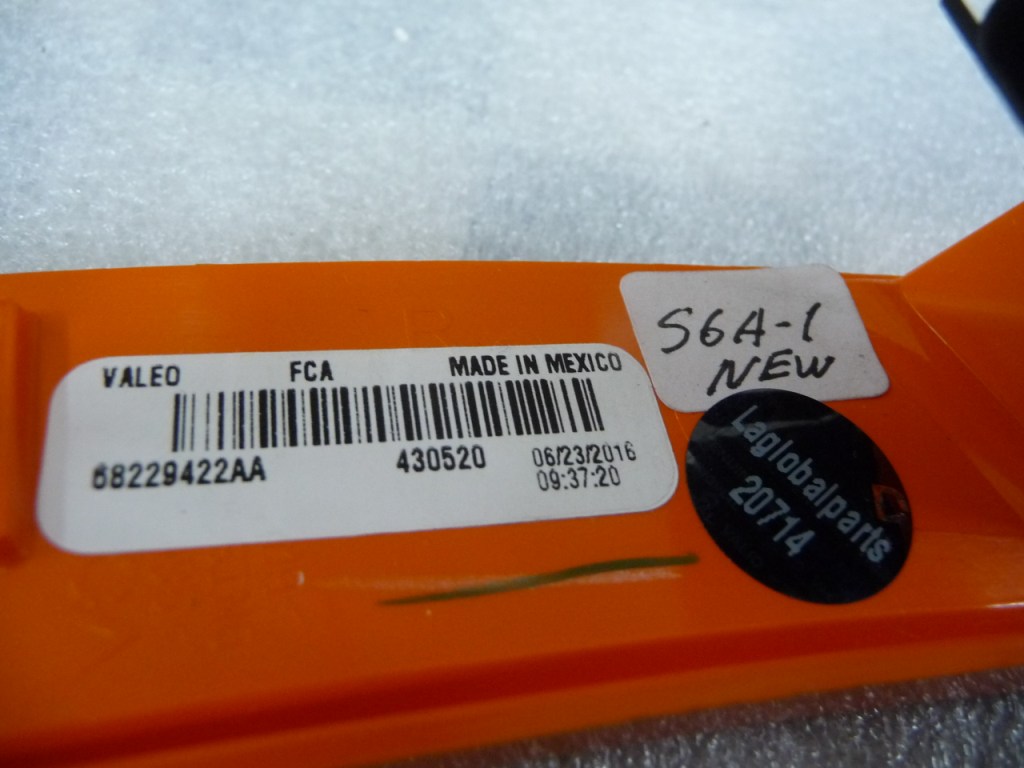 VALEO FCA MADE IN MEXICO
68229422AA 430520 06/23/2016
09:37:20
S6A-1
NEW
Laglobalparts
20714